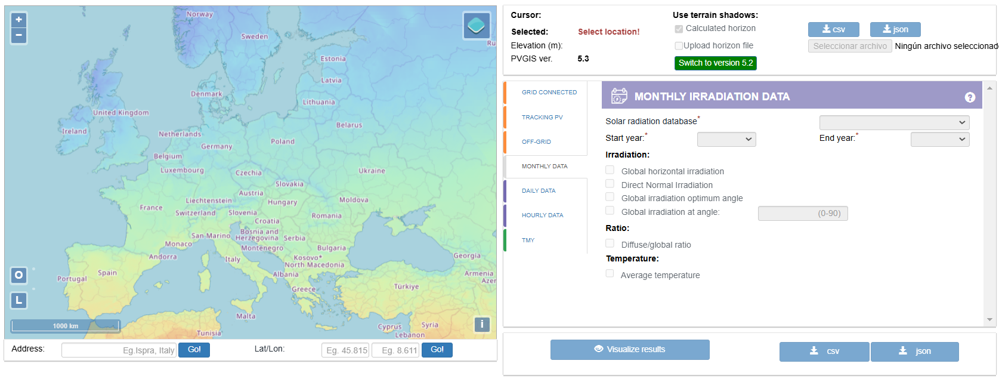 +
−
Norway
Sweden
Ru
Estonia
Latvia
Denmark
Lithuania
United Kingdom
Ireland
Belarus
Netherlands
Poland
Germany
Belgium
Luxembourg
Czechia
Ukraine
Slovakia
Austria
Liechtenstein
Hungary
Moldova
France
Switzerland
Slovenia
Romania
Croatia
San Marino
Bosnia and
Herzegovina
Serbia
Monaco
Montenegro
Bulgaria
Andorra
Italy
Kosovo*
Georgia
North Macedonia
Spain
Portugal
Albania
Armenia
Azer
Greece
Türkiye
Malta
Cyprus
Syria
Tunisia
Lebanon
O
L
1000 km
i
Address:
Eg.Ispra, Italy
Go!
Lat/Lon:
Eg. 45.815
Eg. 8.611
Go!
Cursor:
Selected:
Select location!
Elevation (m):
PVGIS ver.
5.3
Use terrain shadows:
Calculated horizon
Upload horizon file
Switch to version 5.2
csv
json
Seleccionar archivo
Ningún archivo seleccionad
GRID CONNECTED
TRACKING PV
OFF-GRID
MONTHLY DATA
DAILY DATA
HOURLY DATA
TMY
MONTHLY IRRADIATION DATA
?
Solar radiation database*
Start year:*
End year:*
Irradiation:
Global horizontal irradiation
Direct Normal Irradiation
Global irradiation optimum angle
Global irradiation at angle:
(0-90)
Ratio:
Diffuse/global ratio
Temperature:
Average temperature
Visualize results
csv
json